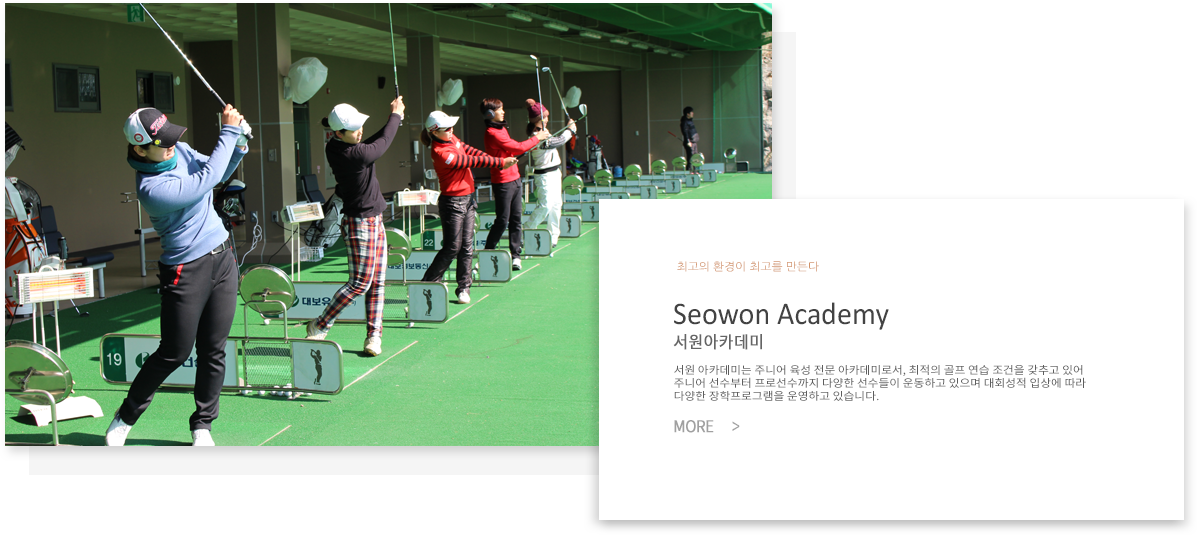 22
19
대보유
최고의 환경이 최고를 만든다
Seowon Academy
서원아카데미
서원 아카데미는 주니어 육성 전문 아카데미로서, 최적의 골프 연습 조건을 갖추고 있어
주니어 선수부터 프로선수까지 다양한 선수들이 운동하고 있으며 대회성적 입상에 따라
다양한 장학프로그램을 운영하고 있습니다.
MORE >